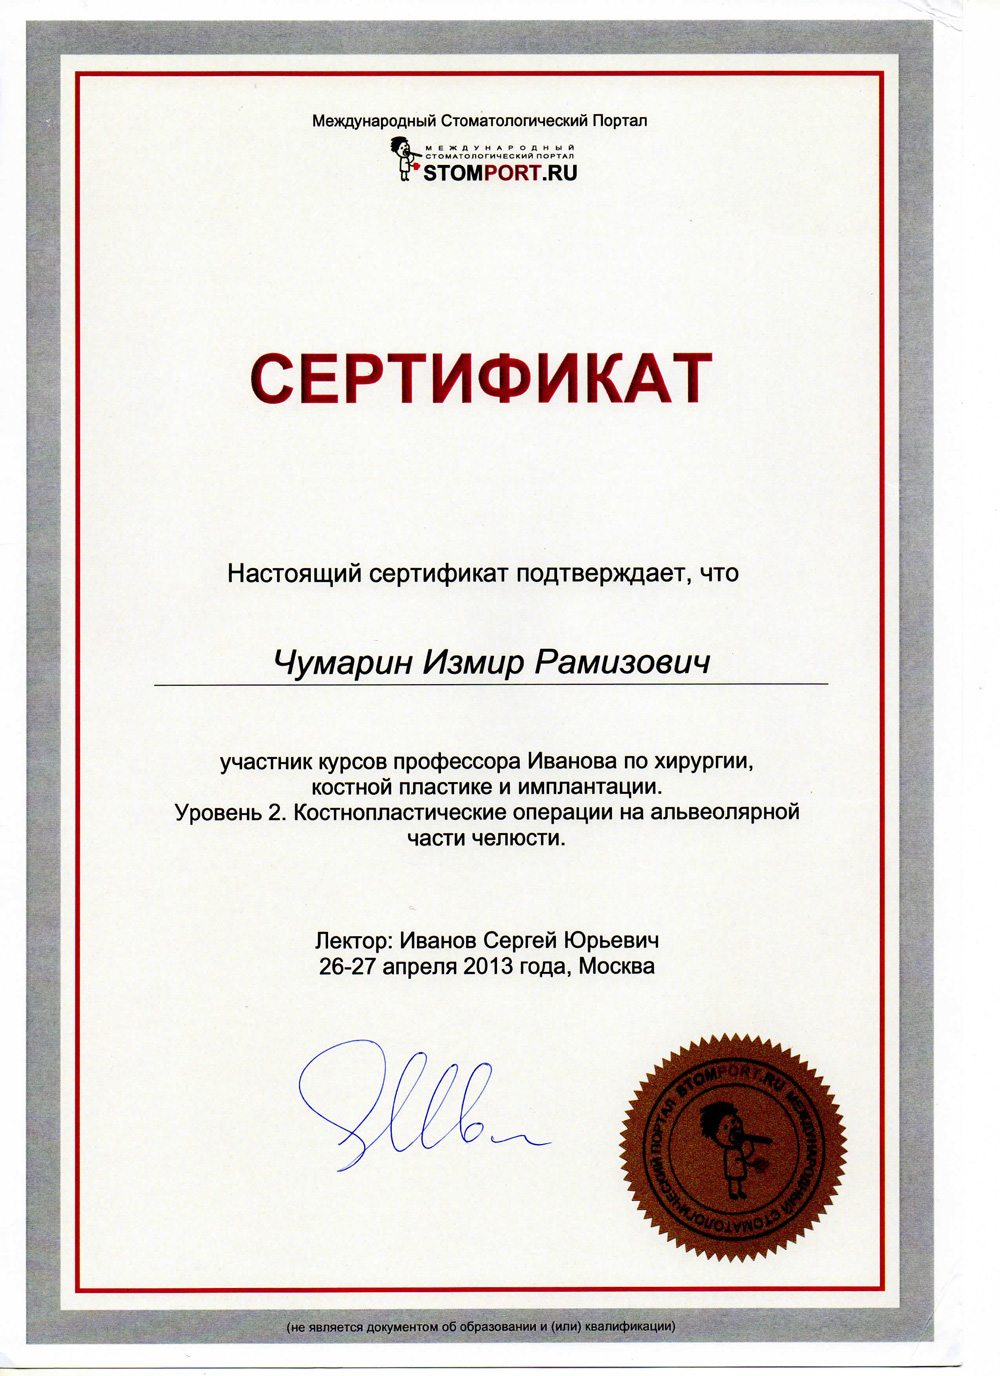 Международный Стоматологический Портал
МЕЖДУНАРОДНЫЙ
СТОМАТОЛОГИЧЕСКИЙ ПОРТАЛ
STOMPORT.RU
СЕРТИФИКАТ
Настоящий сертификат подтверждает, что
Чумарин Измир Рамизович
участник курсов профессора Иванова по хирургии,
костной пластике и имплантации.
Уровень 2. Костнопластические операции на альвеолярной
части челюсти.
Лектор: Иванов Сергей Юрьевич
26-27 апреля 2013 года, Москва
STOMPORT.RU МЕЖДУНАРОДНЫЙ СТОМАТОЛОГИЧЕСКИЙ ПОРТАЛ
(не является документом об образовании и (или) квалификации)